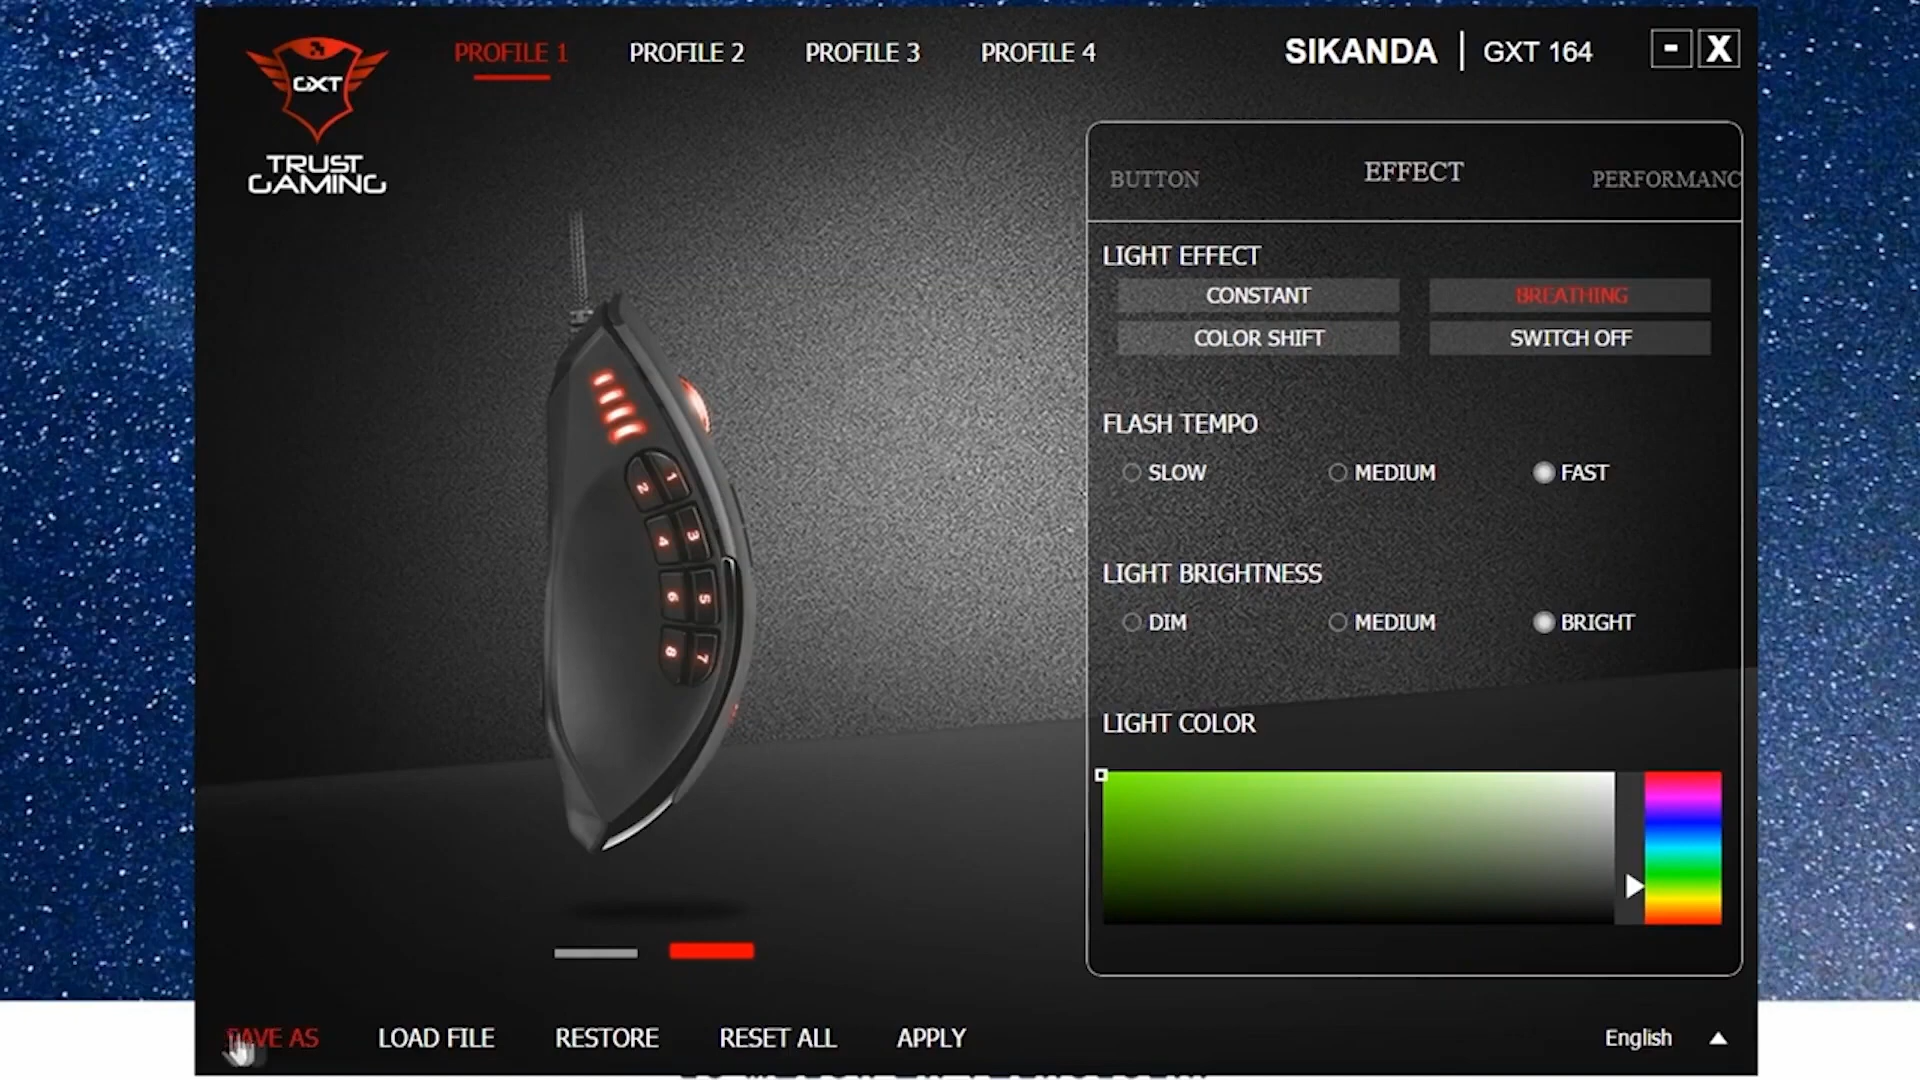 PROFILE 1 PROFILE 2 PROFILE 3 PROFILE 4 SIKANDA | GXT 164 - X
GXT
TRUST
GAMING
BUTTON EFFECT PERFORMANC
LIGHT EFFECT
CONSTANT BREATHING
COLOR SHIFT SWITCH OFF
FLASH TEMPO
SLOW MEDIUM FAST
LIGHT BRIGHTNESS
DIM MEDIUM BRIGHT
LIGHT COLOR
1
2
3
4
5
6
7
8
SAVE AS LOAD FILE RESTORE RESET ALL APPLY English